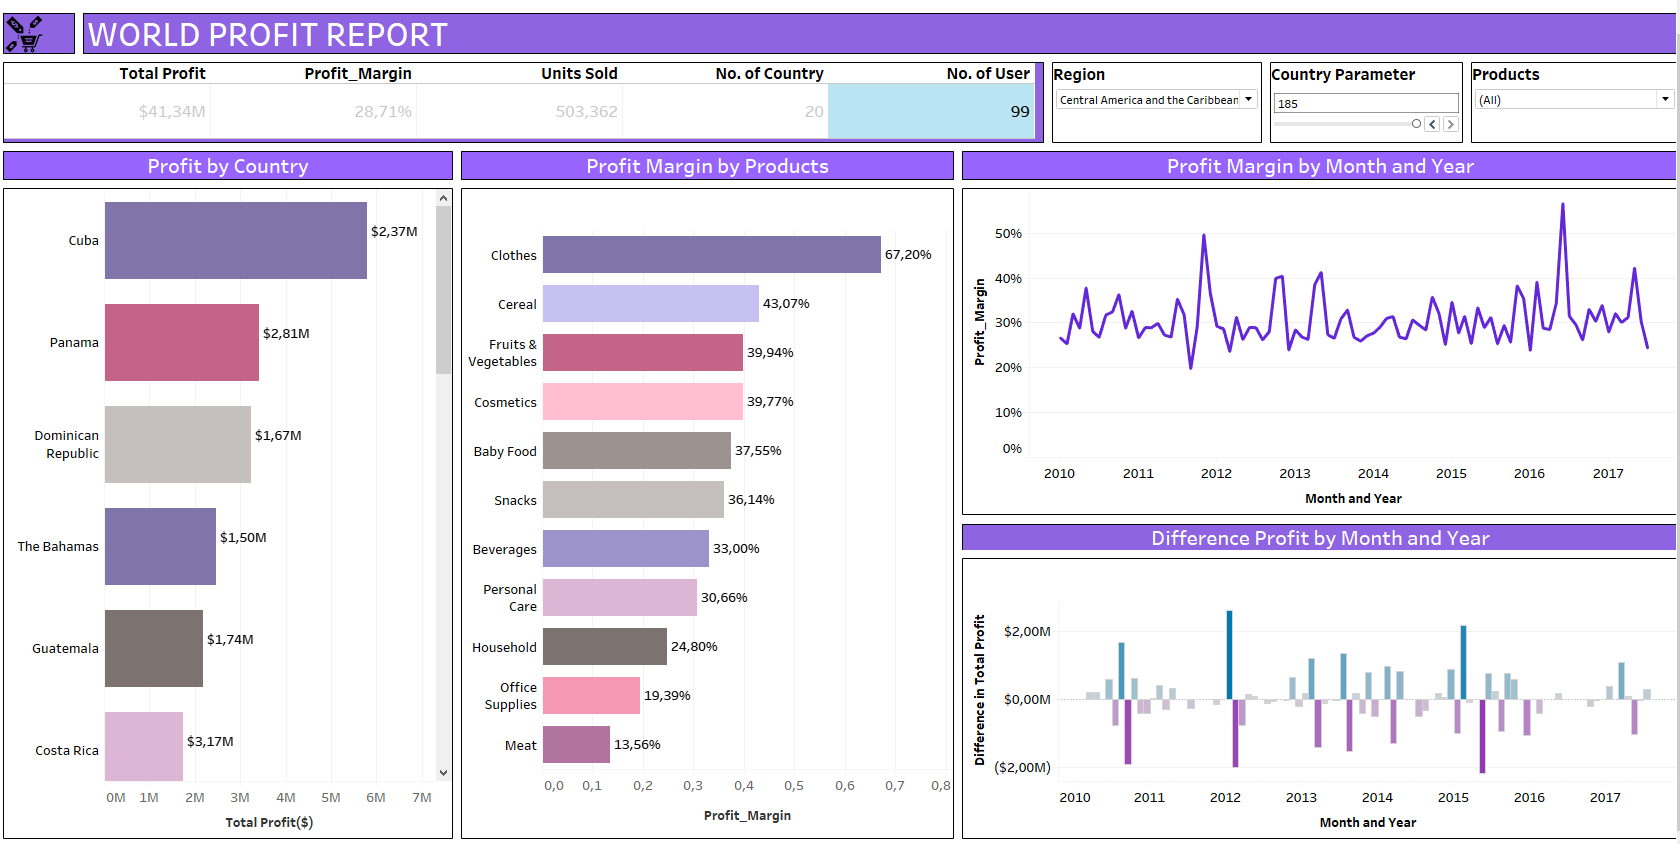 WORLD PROFIT REPORT
Total Profit Profit_Margin Units Sold No. of Country No. of User
$41,34M 28,71% 503,362 20 99
Region
Central America and the Caribbean
Country Parameter
185
Products
(All)
Profit by Country
Cuba $2,37M
Panama $2,81M
Dominican
Republic $1,67M
The Bahamas $1,50M
Guatemala $1,74M
Costa Rica $3,17M
0M 1M 2M 3M 4M 5M 6M 7M
Total Profit($)
Profit Margin by Products
Clothes 67,20%
Cereal 43,07%
Fruits &
Vegetables 39,94%
Cosmetics 39,77%
Baby Food 37,55%
Snacks 36,14%
Beverages 33,00%
Personal
Care 30,66%
Household 24,80%
Office
Supplies 19,39%
Meat 13,56%
0,0 0,1 0,2 0,3 0,4 0,5 0,6 0,7 0,8
Profit_Margin
Profit Margin by Month and Year
Profit_Margin
50%
40%
30%
20%
10%
0%
2010 2011 2012 2013 2014 2015 2016 2017
Month and Year
Difference Profit by Month and Year
Difference in Total Profit
$2,00M
$0,00M
($2,00M)
2010 2011 2012 2013 2014 2015 2016 2017
Month and Year